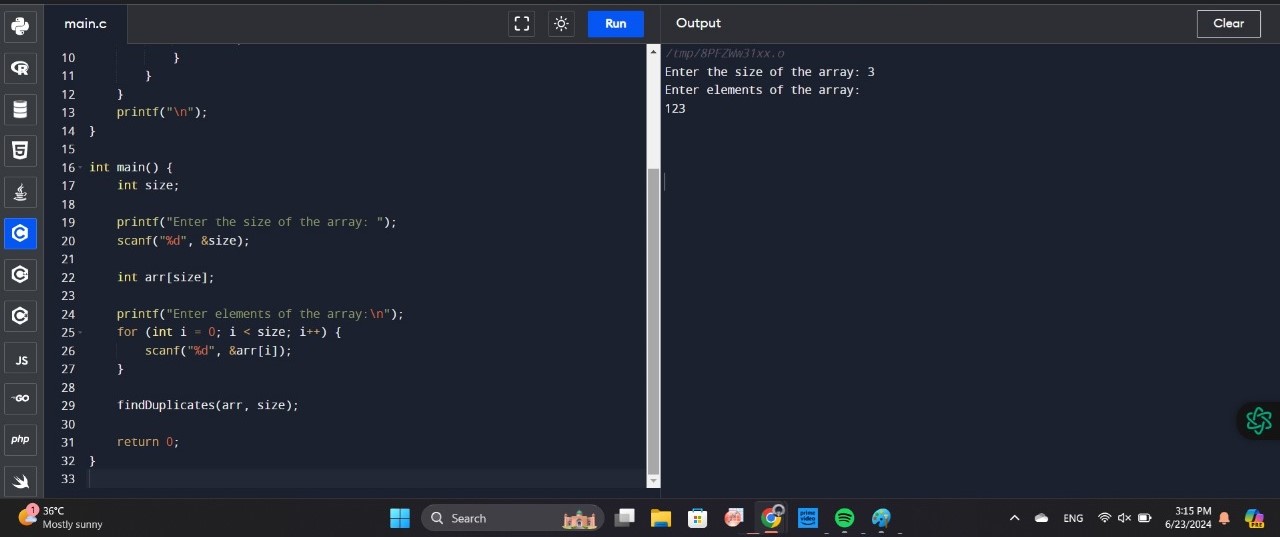 main.c
Run
Output
Clear
10 }
11 }
12 }
13 printf("\n");
14 }
15
16 int main() {
17 int size;
18
19 printf("Enter the size of the array: ");
20 scanf("%d", &size);
21
22 int arr[size];
23
24 printf("Enter elements of the array:\n");
25 for (int i = 0; i < size; i++) {
26 scanf("%d", &arr[i]);
27 }
28
29 findDuplicates(arr, size);
30
31 return 0;
32 }
33
/tmp/8PFZWw31xx.o
Enter the size of the array: 3
Enter elements of the array:
123
JS
GO
php
1
36°C
Mostly sunny
Search
prime video
ENG
3:15 PM
6/23/2024
PRE